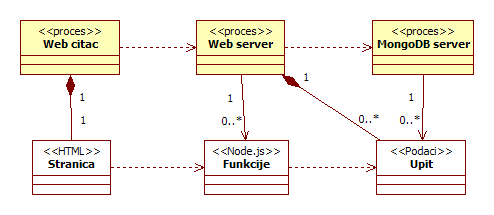 <<proces>>
Web citac
<<proces>>
Web server
<<proces>>
MongoDB server
1
1
1
0..*
1
0..*
1
0..*
<<HTML>>
Stranica
<<Node.js>>
Funkcije
<<Podaci>>
Upit